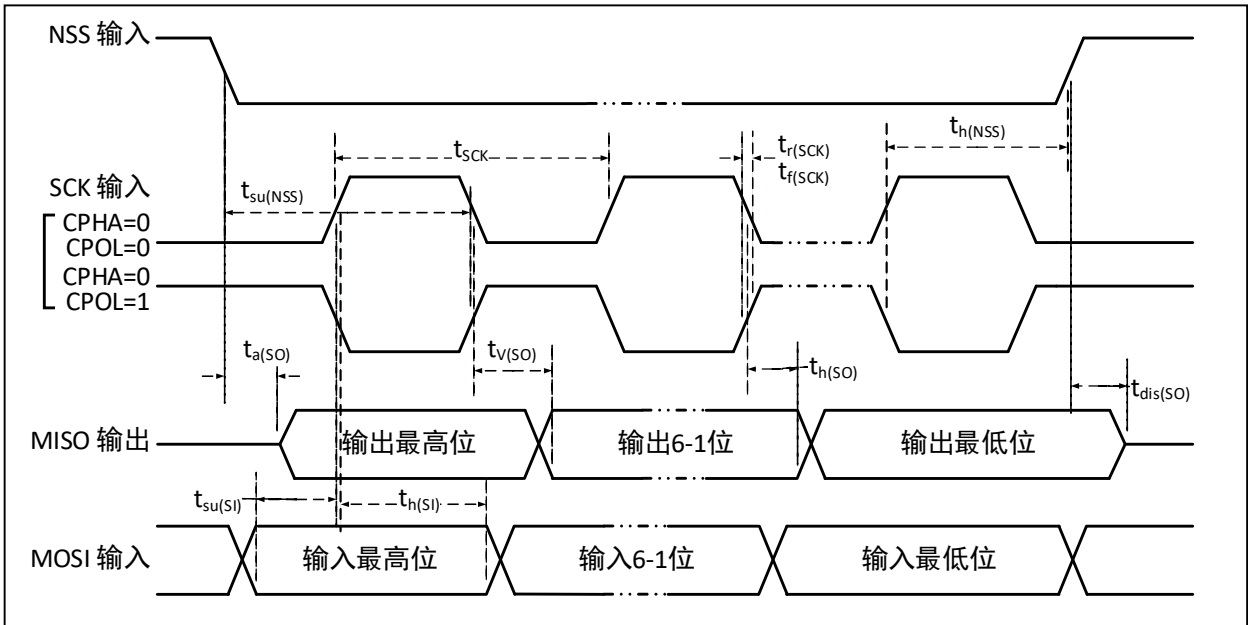 NSS 输入
t_h(NSS)
t_SCK
t_r(SCK)
t_f(SCK)
SCK 输入
t_su(NSS)
CPHA=0
CPOL=0
CPHA=0
CPOL=1
t_a(SO)
t_V(SO)
t_h(SO)
t_dis(SO)
MISO 输出
输出最高位
输出6-1位
输出最低位
t_su(SI)
t_h(SI)
MOSI 输入
输入最高位
输入6-1位
输入最低位